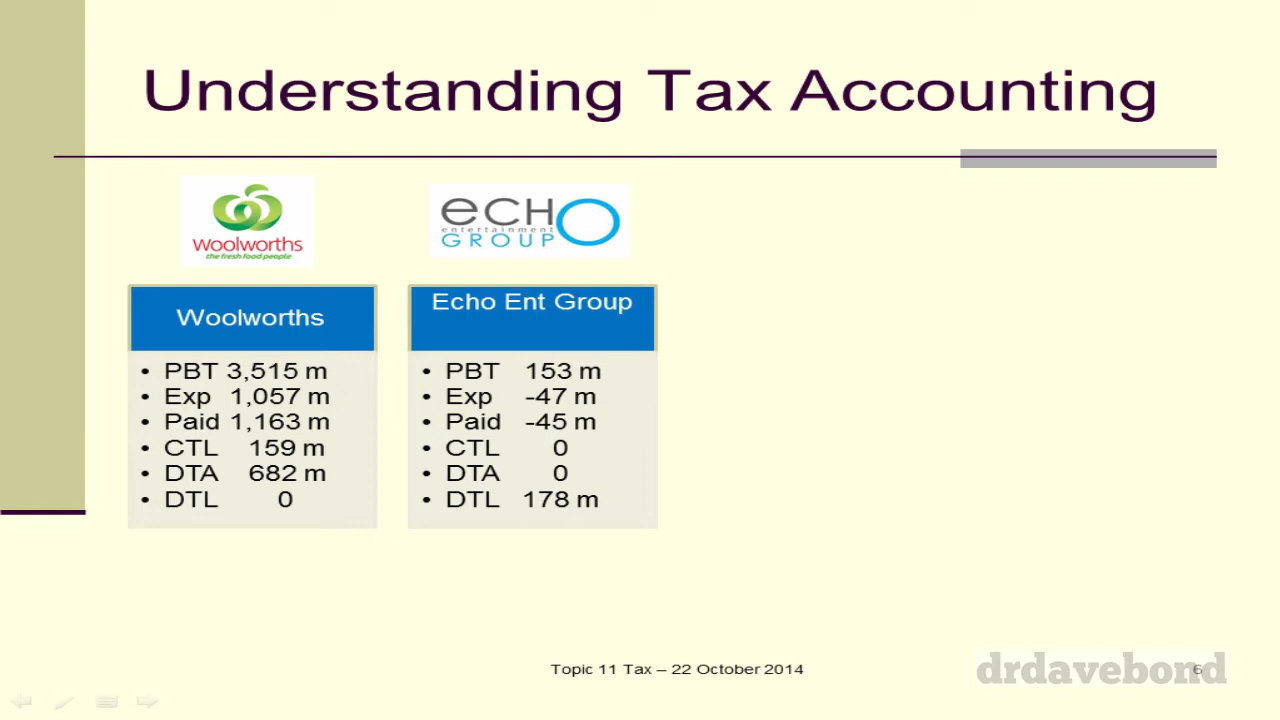 Understanding Tax Accounting
Woolworths
the fresh food people
ecHO
entertainment
GROUP
Woolworths
• PBT 3,515 m
• Exp 1,057 m
• Paid 1,163 m
• CTL 159 m
• DTA 682 m
• DTL 0
Echo Ent Group
• PBT 153 m
• Exp -47 m
• Paid -45 m
• CTL 0
• DTA 0
• DTL 178 m
Topic 11 Tax – 22 October 2014
drdavebond
6